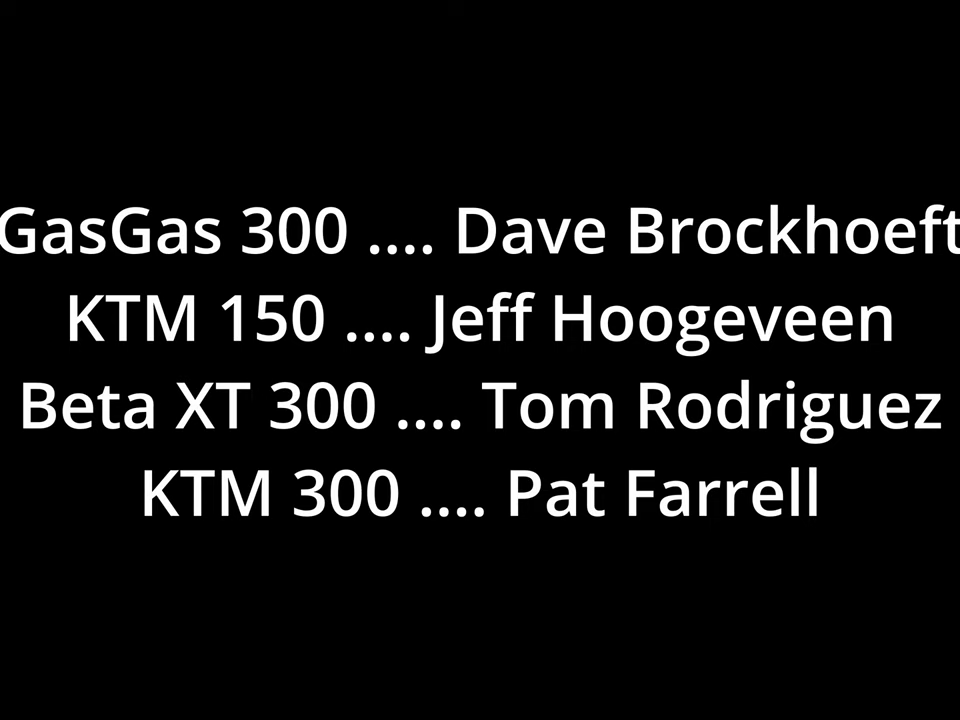 GasGas 300 .... Dave Brockhoeft
KTM 150 .... Jeff Hoogeveen
Beta XT 300 .... Tom Rodriguez
KTM 300 .... Pat Farrell